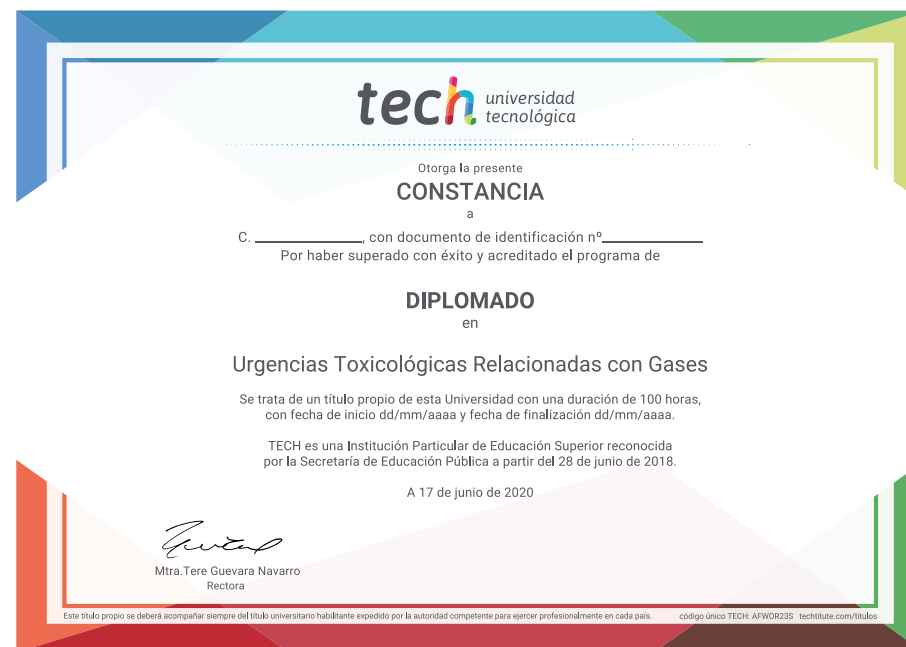 tech universidad
tecnológica
Otorga la presente
CONSTANCIA
a
C. ____________, con documento de identificación nº____________
Por haber superado con éxito y acreditado el programa de
DIPLOMADO
en
Urgencias Toxicológicas Relacionadas con Gases
Se trata de un título propio de esta Universidad con una duración de 100 horas,
con fecha de inicio dd/mm/aaaa y fecha de finalización dd/mm/aaaa.
TECH es una Institución Particular de Educación Superior reconocida
por la Secretaría de Educación Pública a partir del 28 de junio de 2018.
A 17 de junio de 2020
Mtra.Tere Guevara Navarro
Rectora
Este título propio se deberá acompañar siempre del título universitario habilitante expedido por la autoridad competente para ejercer profesionalmente en cada país. código único TECH: AFWOR23S techtitute.com/titulos